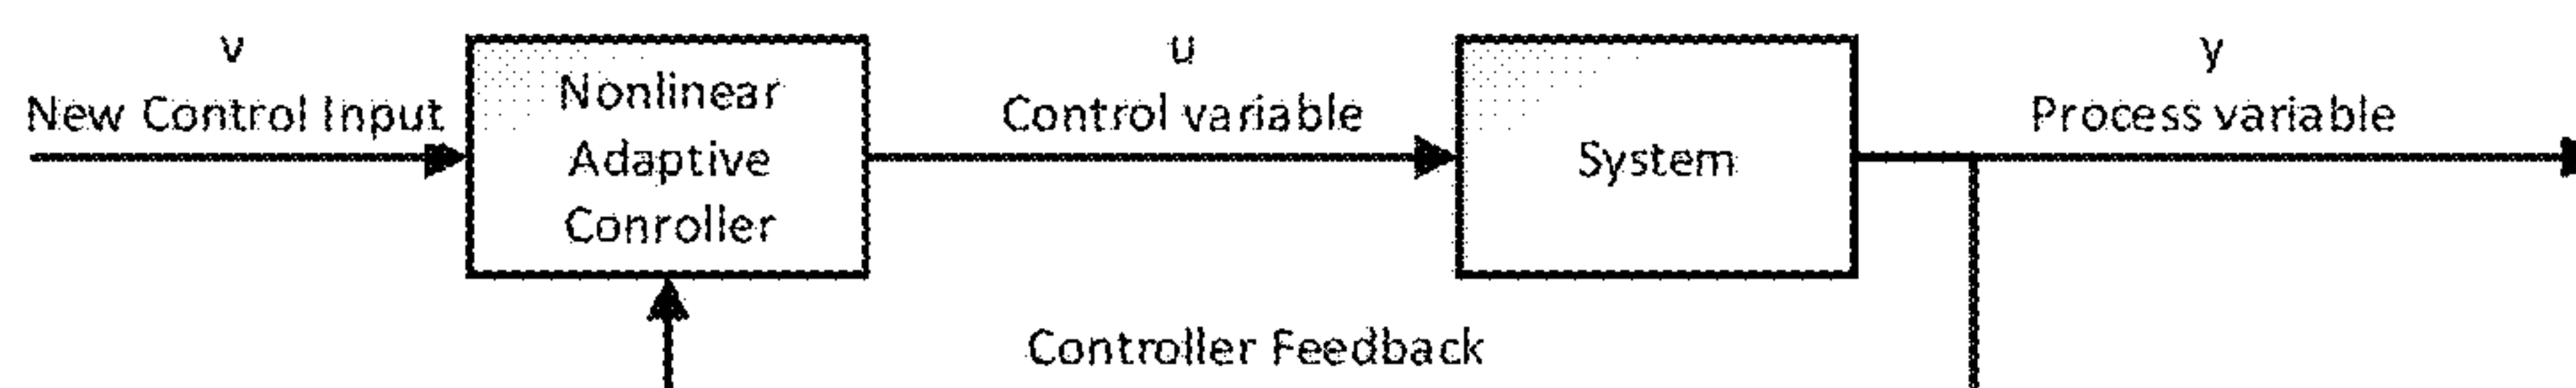 v
New Control Input
Nonlinear
Adaptive
Conroller
u
Control variable
System
y
Process variable
Controller Feedback